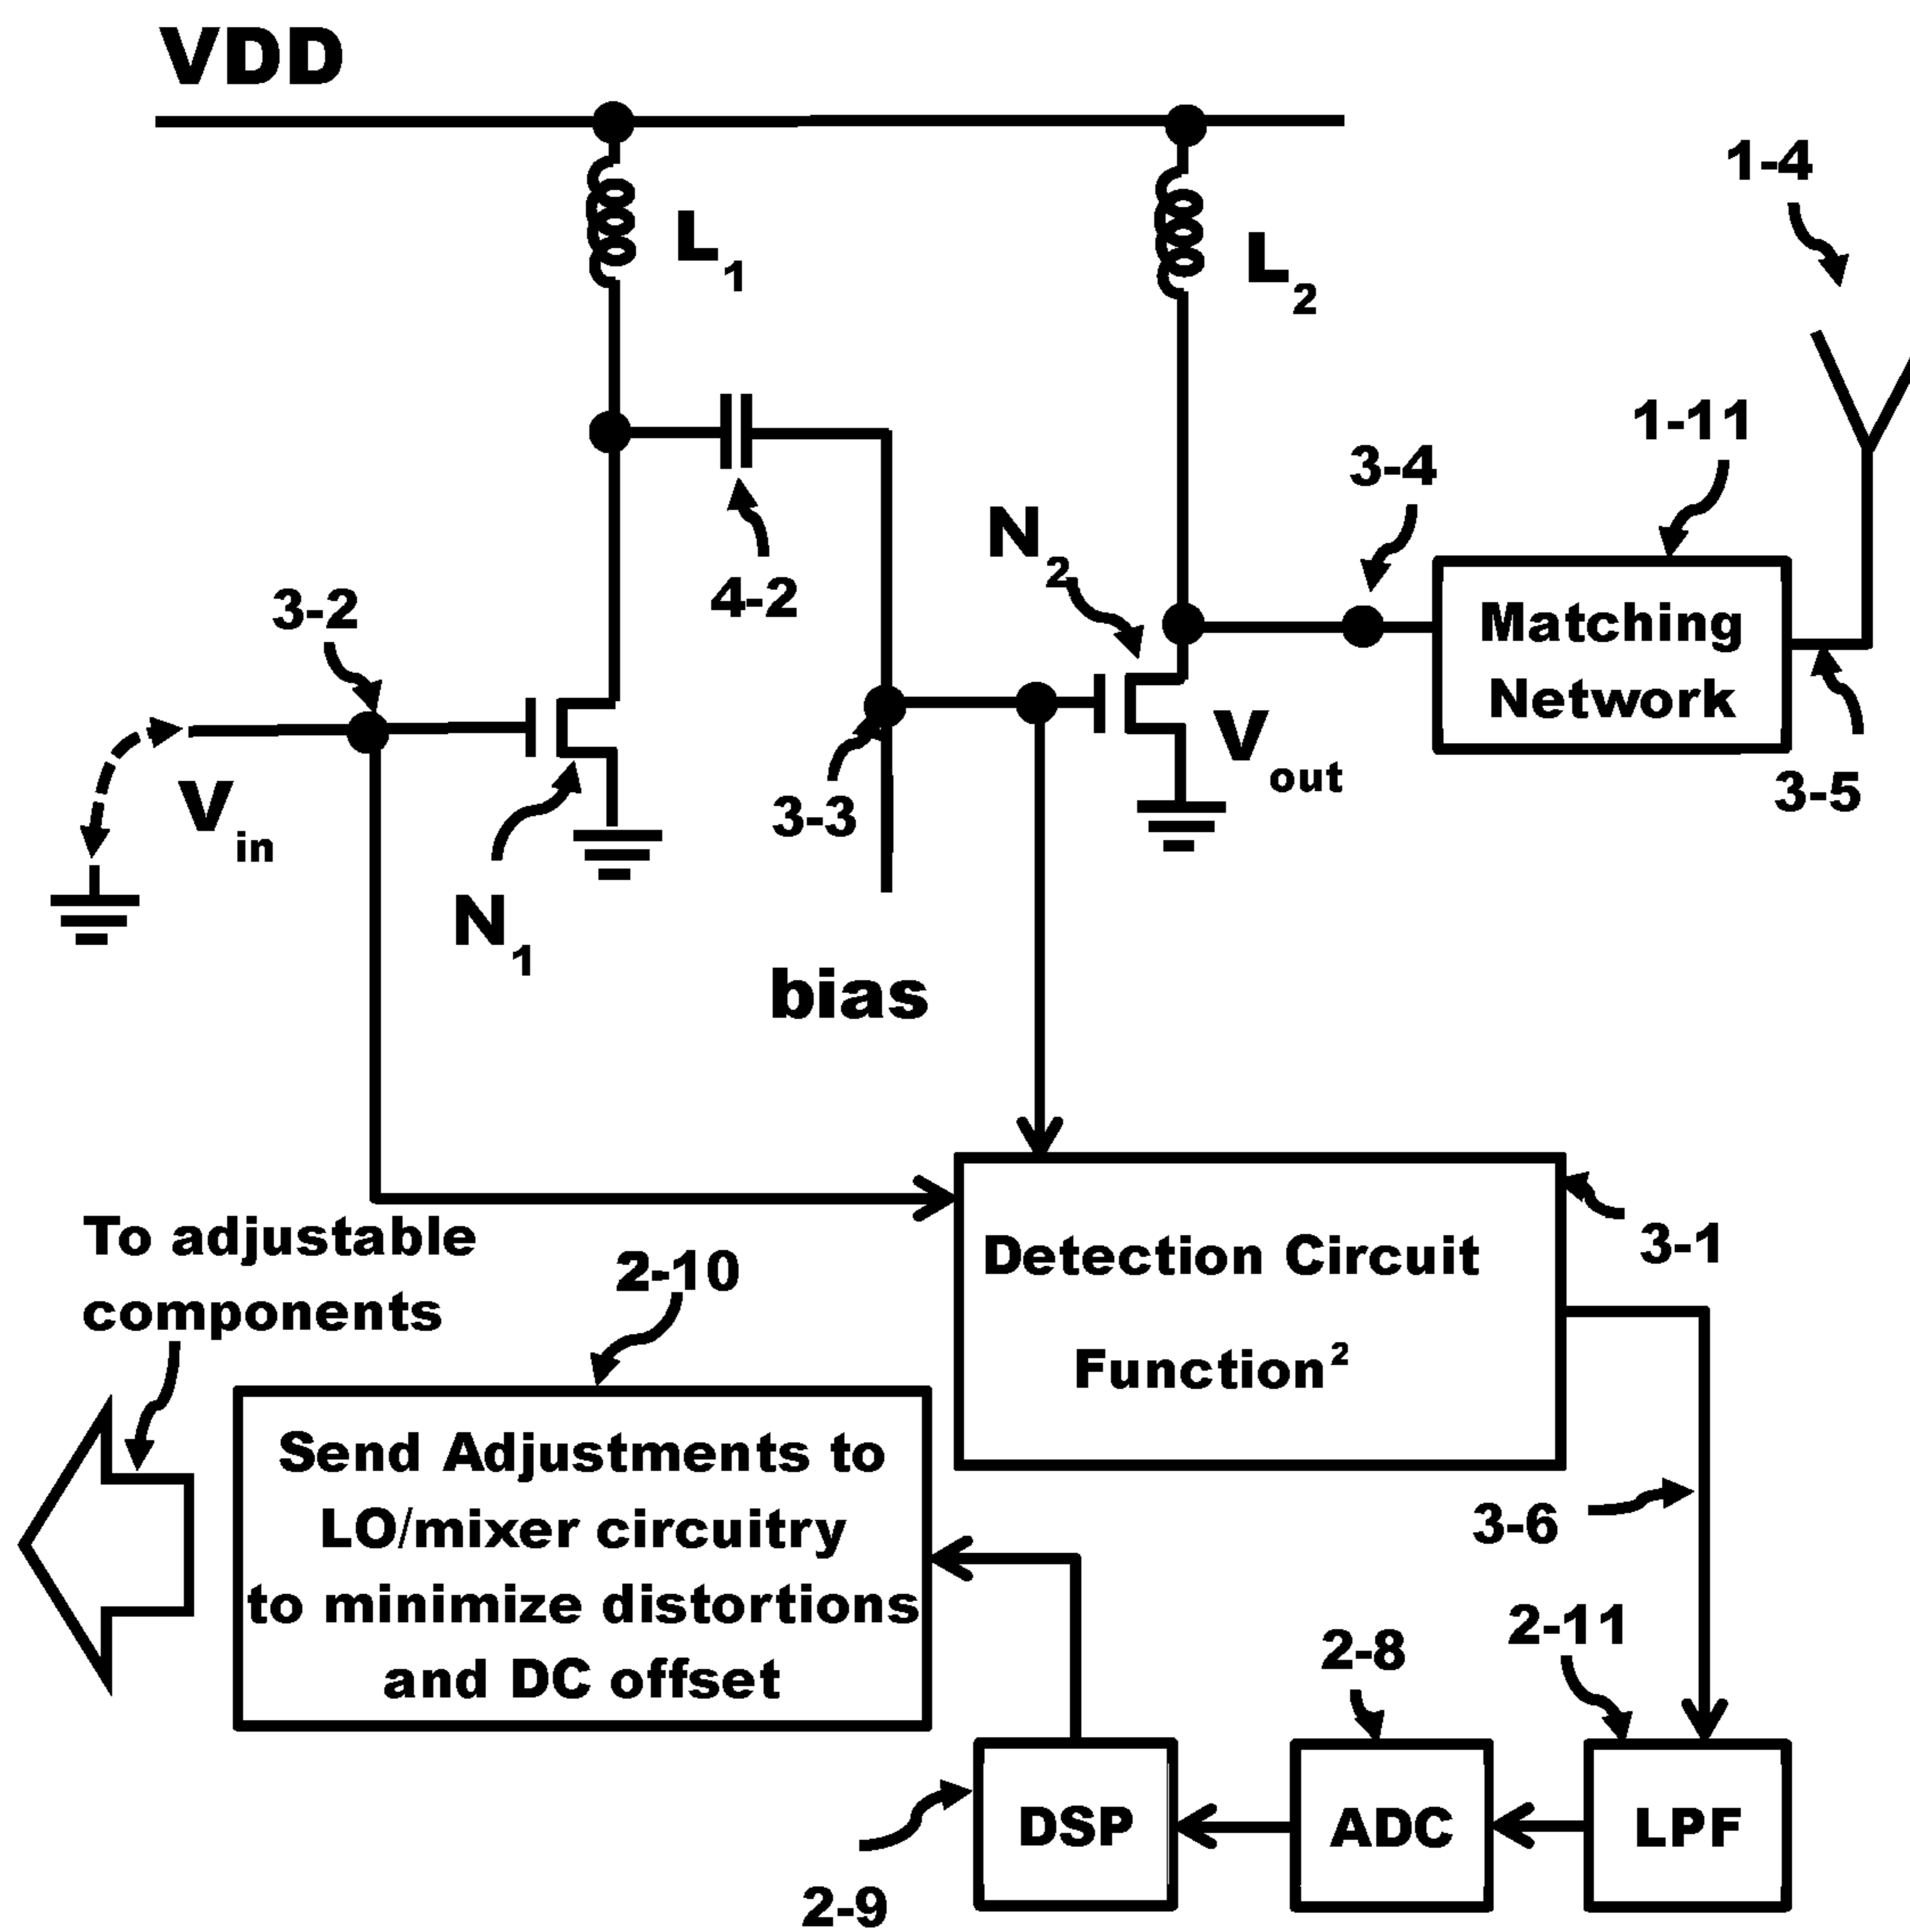 VDD
1-4
L1
L2
1-11
3-4
N2
4-2
3-2
Matching
Network
Vin
Vout
3-3
3-5
N1
bias
To adjustable
components
2-10
Detection Circuit
Function²
3-1
Send Adjustments to
LO/mixer circuitry
to minimize distortions
and DC offset
3-6
2-11
2-8
DSP
ADC
LPF
2-9